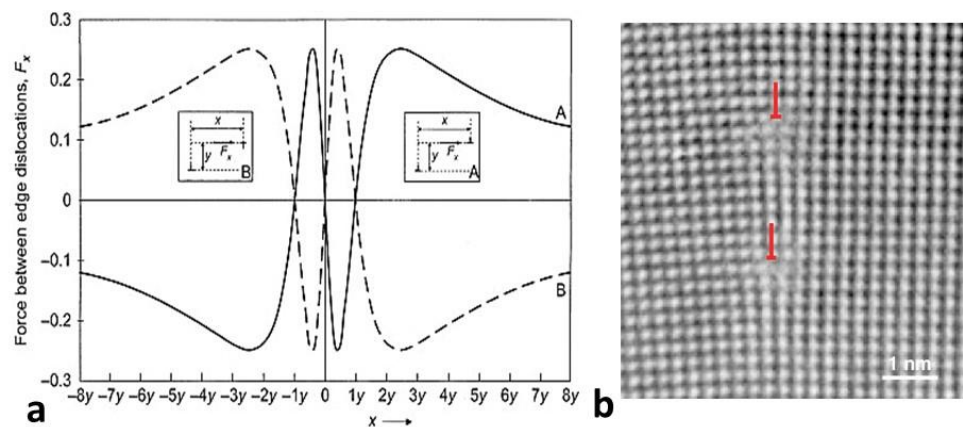 Force between edge dislocations, Fₓ
0.3
0.2
0.1
0
−0.1
−0.2
−0.3
x
y Fₓ
B
x
y Fₓ
A
A
B
−8y −7y −6y −5y −4y −3y −2y −1y 0 1y 2y 3y 4y 5y 6y 7y 8y
x
a
1 nm
b